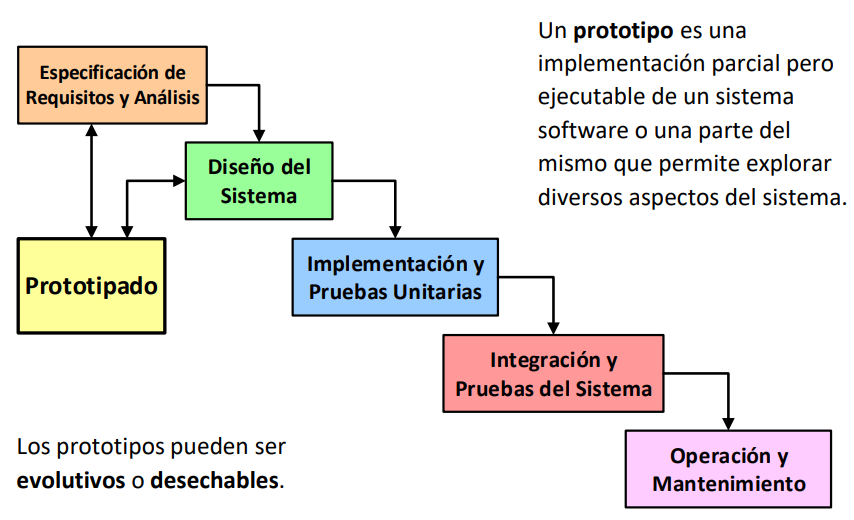 Un prototipo es una
implementación parcial pero
ejecutable de un sistema
software o una parte del
mismo que permite explorar
diversos aspectos del sistema.
Especificación de
Requisitos y Análisis
Diseño del
Sistema
Prototipado
Implementación y
Pruebas Unitarias
Integración y
Pruebas del Sistema
Operación y
Mantenimiento
Los prototipos pueden ser
evolutivos o desechables.